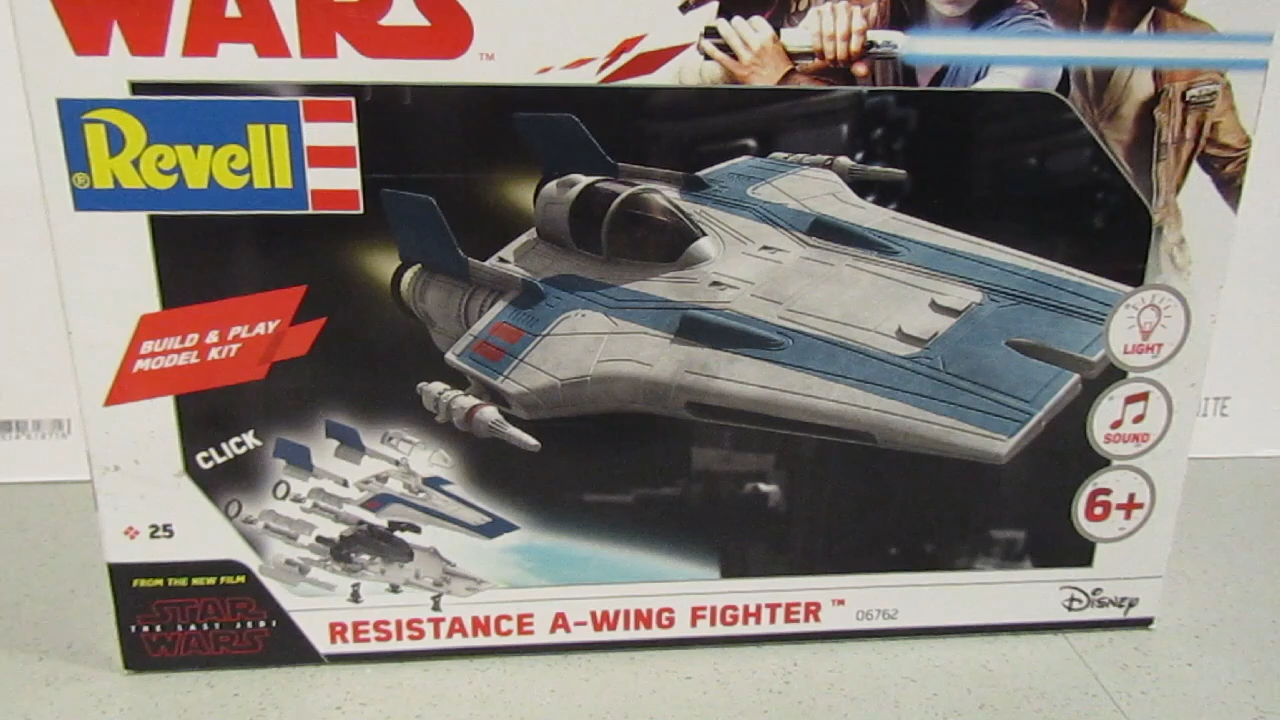 WARS™
® Revell
BUILD & PLAY
MODEL KIT
CLICK
LIGHT
SOUND
6+
25
FROM THE NEW FILM
STAR
THE LAST JEDI
WARS
RESISTANCE A-WING FIGHTER™ 06762
Disney